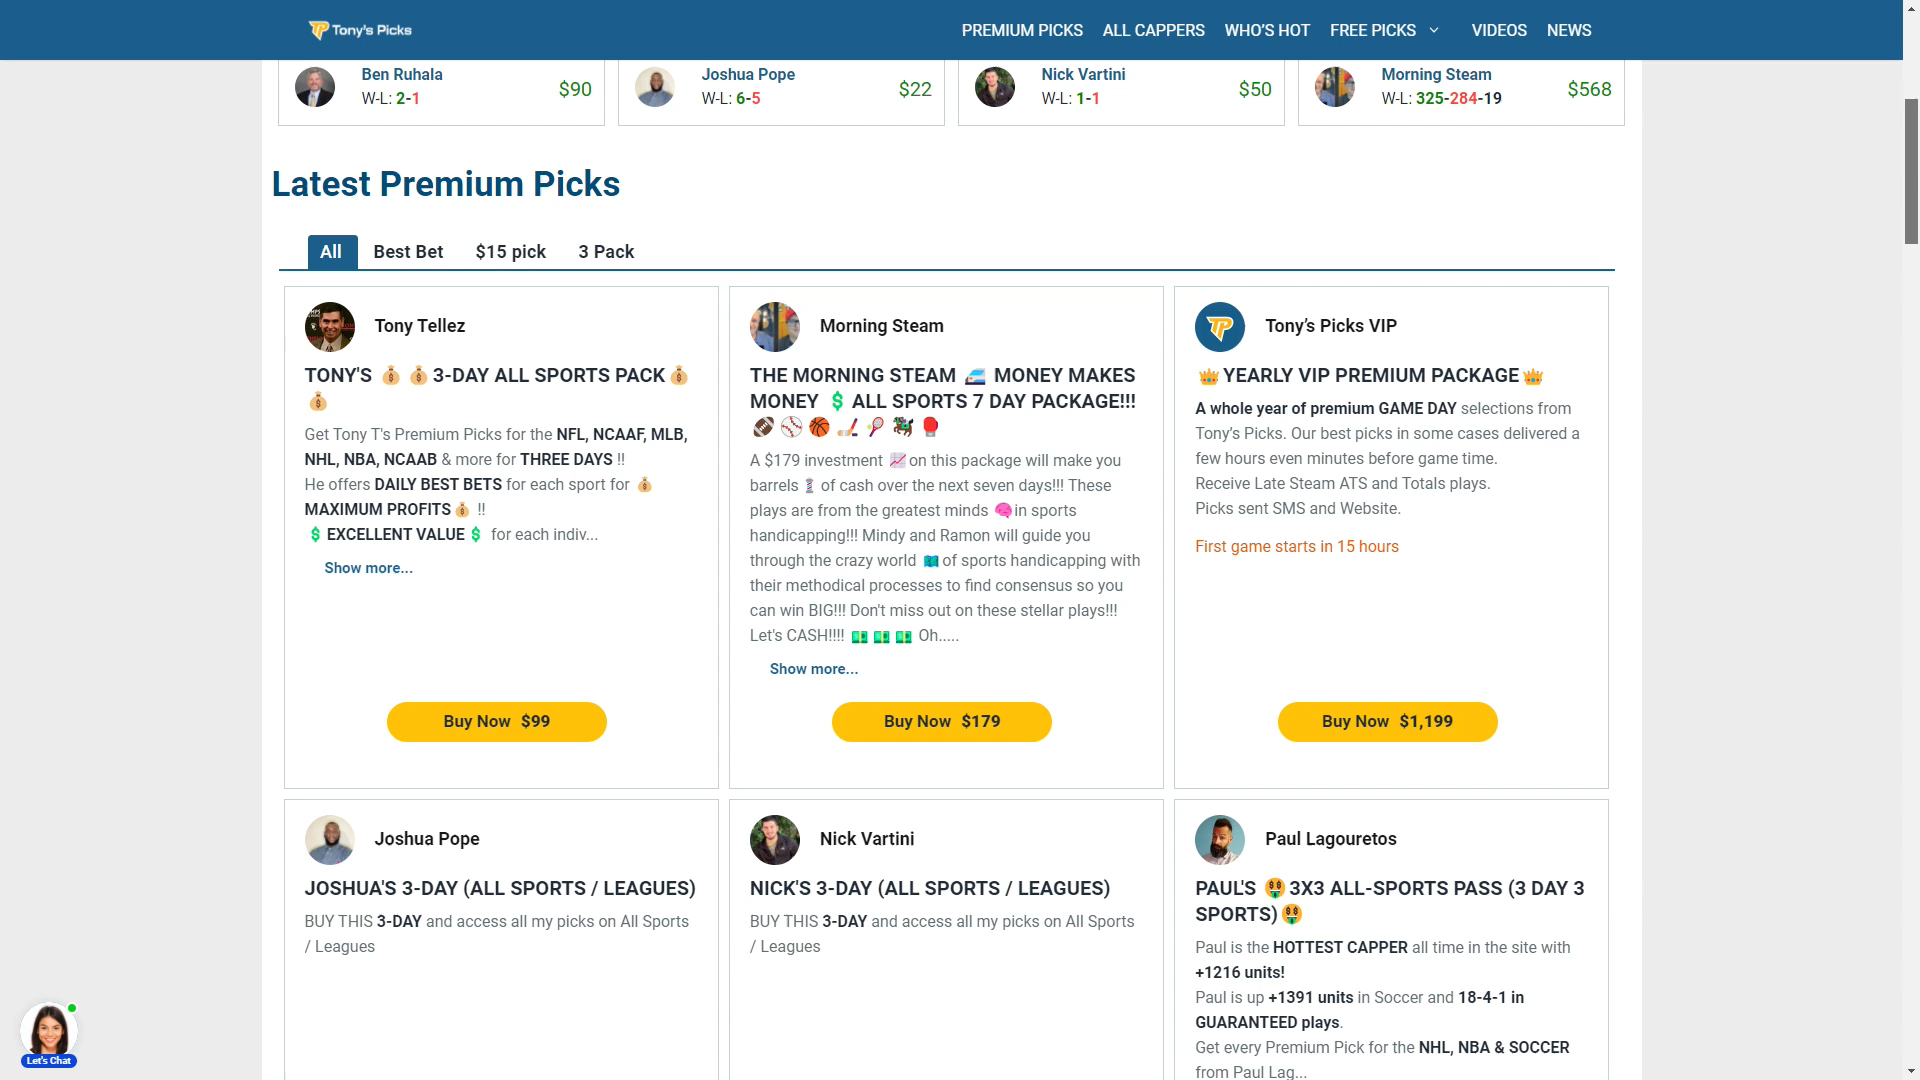 Tony's Picks
PREMIUM PICKS ALL CAPPERS WHO'S HOT FREE PICKS VIDEOS NEWS
Ben Ruhala
W-L: 2-1
$90
Joshua Pope
W-L: 6-5
$22
Nick Vartini
W-L: 1-1
$50
Morning Steam
W-L: 325-284-19
$568
Latest Premium Picks
All Best Bet $15 pick 3 Pack
Tony Tellez
TONY'S 💰 💰3-DAY ALL SPORTS PACK💰
💰
Get Tony T's Premium Picks for the NFL, NCAAF, MLB,
NHL, NBA, NCAAB & more for THREE DAYS !!
He offers DAILY BEST BETS for each sport for 💰
MAXIMUM PROFITS💰 !!
💲EXCELLENT VALUE💲 for each indiv...
Show more...
Buy Now $99
Morning Steam
THE MORNING STEAM 🚄 MONEY MAKES
MONEY 💲ALL SPORTS 7 DAY PACKAGE!!!
🏈⚾🏀🏒🎾🏇🥊
A $179 investment 📈on this package will make you
barrels💈 of cash over the next seven days!!! These
plays are from the greatest minds 🧠in sports
handicapping!!! Mindy and Ramon will guide you
through the crazy world 🗺️of sports handicapping with
their methodical processes to find consensus so you
can win BIG!!! Don't miss out on these stellar plays!!!
Let's CASH!!!! 💵💵💵 Oh.....
Show more...
Buy Now $179
Tony's Picks VIP
👑YEARLY VIP PREMIUM PACKAGE👑
A whole year of premium GAME DAY selections from
Tony's Picks. Our best picks in some cases delivered a
few hours even minutes before game time.
Receive Late Steam ATS and Totals plays.
Picks sent SMS and Website.
First game starts in 15 hours
Buy Now $1,199
Joshua Pope
JOSHUA'S 3-DAY (ALL SPORTS / LEAGUES)
BUY THIS 3-DAY and access all my picks on All Sports
/ Leagues
Nick Vartini
NICK'S 3-DAY (ALL SPORTS / LEAGUES)
BUY THIS 3-DAY and access all my picks on All Sports
/ Leagues
Paul Lagouretos
PAUL'S 🤑3X3 ALL-SPORTS PASS (3 DAY 3
SPORTS)🤑
Paul is the HOTTEST CAPPER all time in the site with
+1216 units!
Paul is up +1391 units in Soccer and 18-4-1 in
GUARANTEED plays.
Get every Premium Pick for the NHL, NBA & SOCCER
from Paul Lag...
Let's Chat